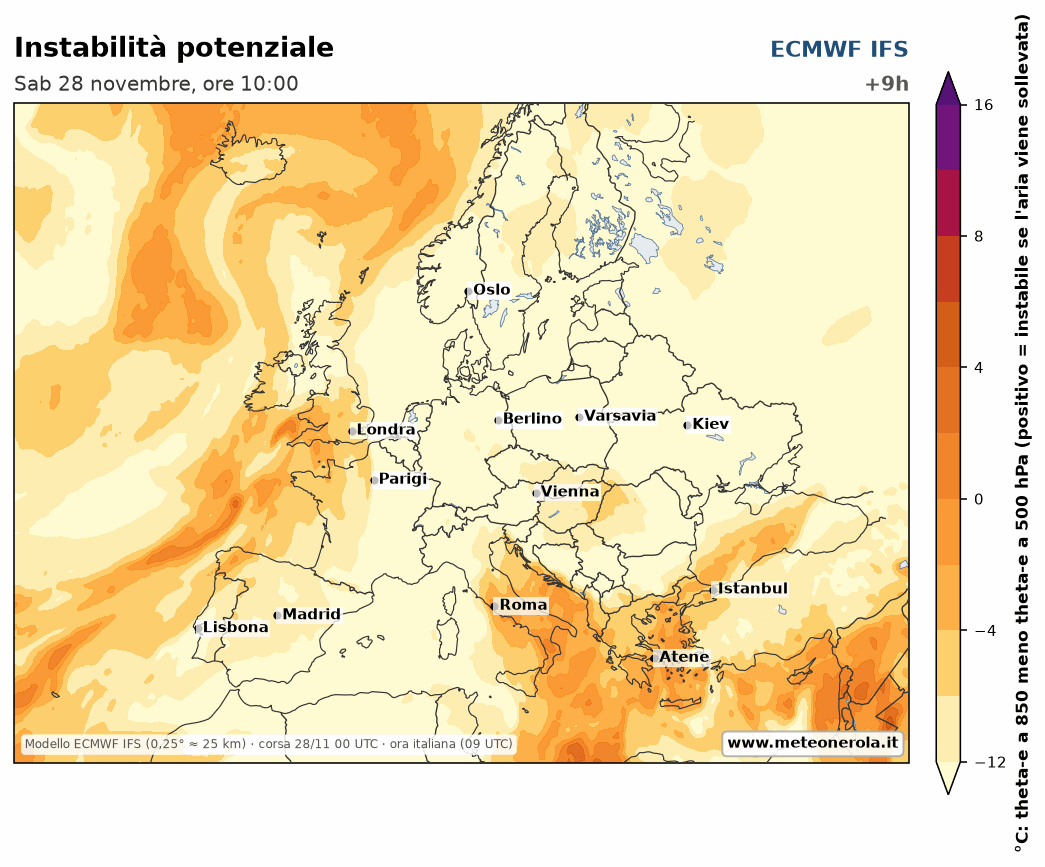 Instabilità potenziale
ECMWF IFS
Sab 28 novembre, ore 10:00
+9h
Oslo
Berlino
Varsavia
Kiev
Londra
Parigi
Vienna
Istanbul
Roma
Madrid
Lisbona
Atene
Modello ECMWF IFS (0,25° ≈ 25 km) · corsa 28/11 00 UTC · ora italiana (09 UTC)
www.meteonerola.it
16
8
4
0
−4
−12
°C: theta-e a 850 meno theta-e a 500 hPa (positivo = instabile se l'aria viene sollevata)